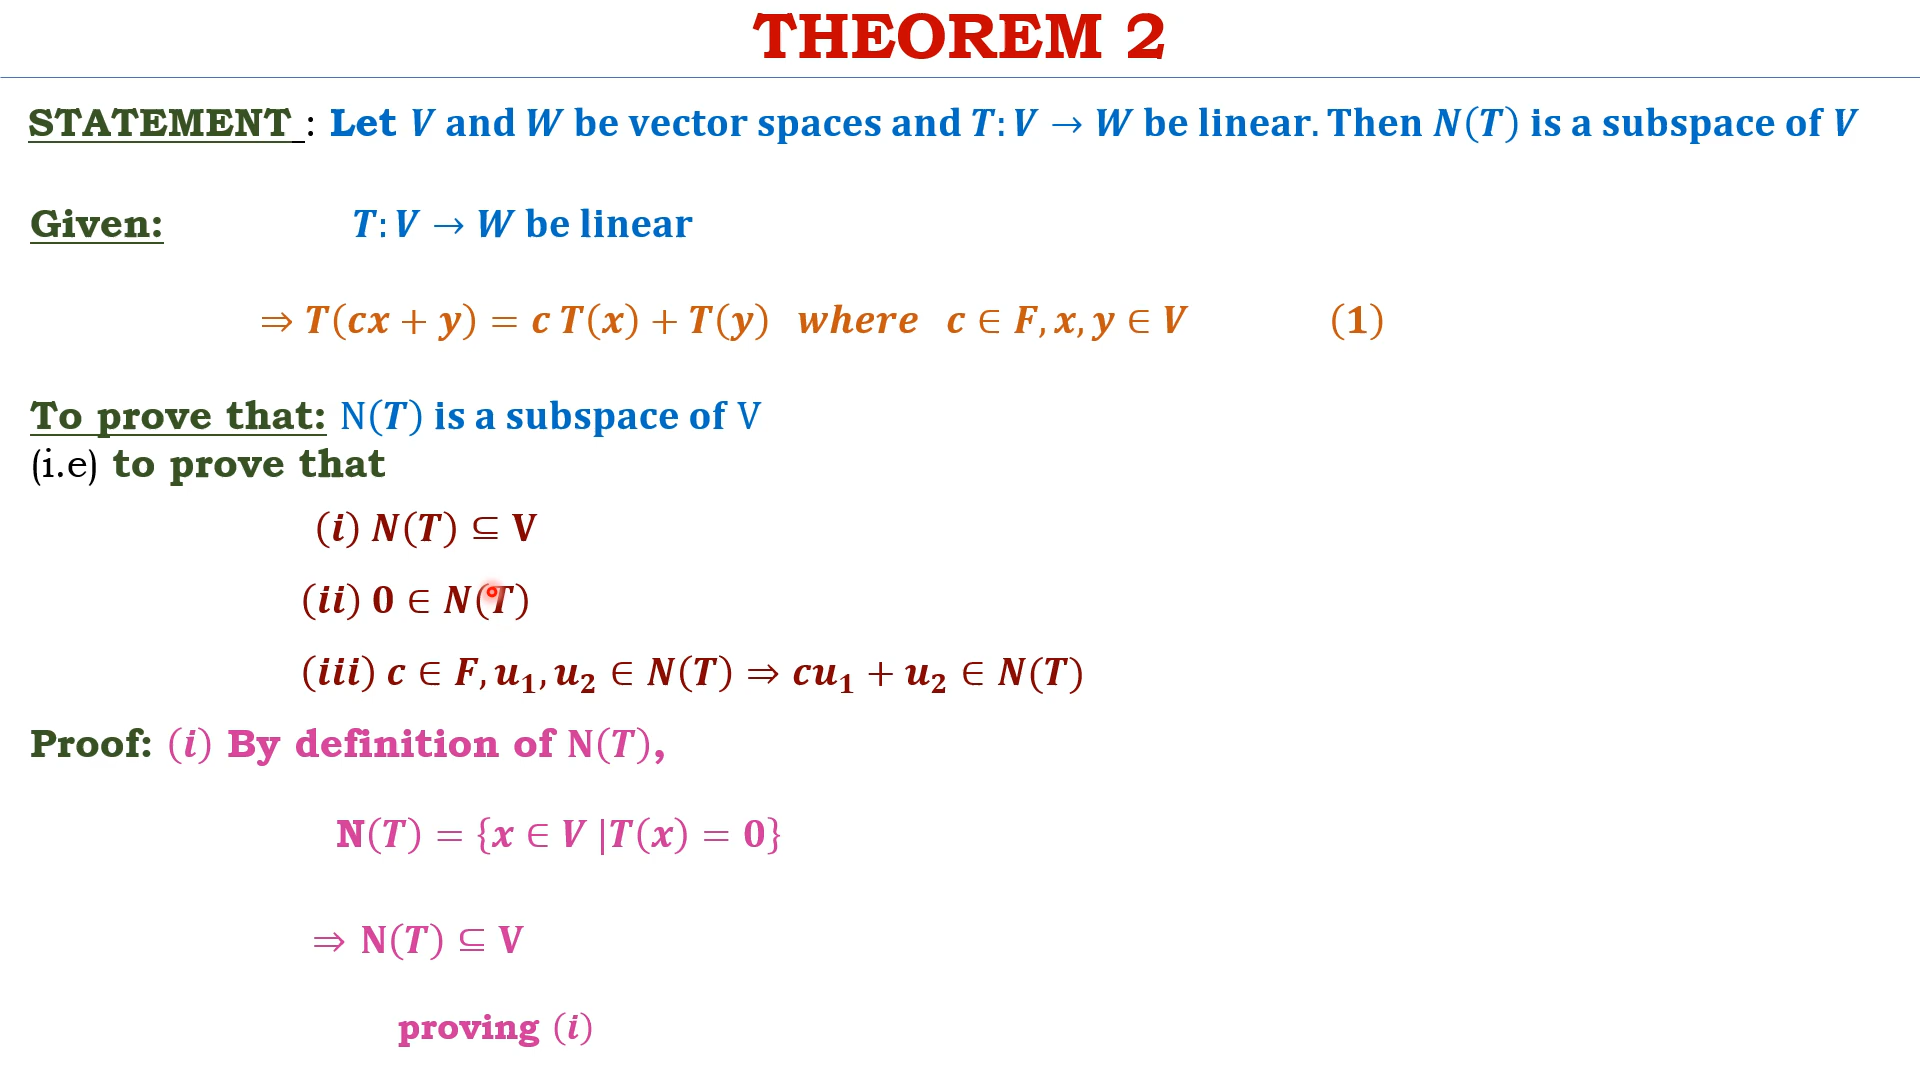 THEOREM 2
STATEMENT : Let V and W be vector spaces and T: V → W be linear. Then N(T) is a subspace of V
Given: T: V → W be linear
⇒ T(cx + y) = c T(x) + T(y) where c ∈ F, x, y ∈ V (1)
To prove that: N(T) is a subspace of V
(i.e) to prove that
(i) N(T) ⊆ V
(ii) 0 ∈ N(T)
(iii) c ∈ F, u₁, u₂ ∈ N(T) ⇒ cu₁ + u₂ ∈ N(T)
Proof: (i) By definition of N(T),
N(T) = {x ∈ V |T(x) = 0}
⇒ N(T) ⊆ V
proving (i)